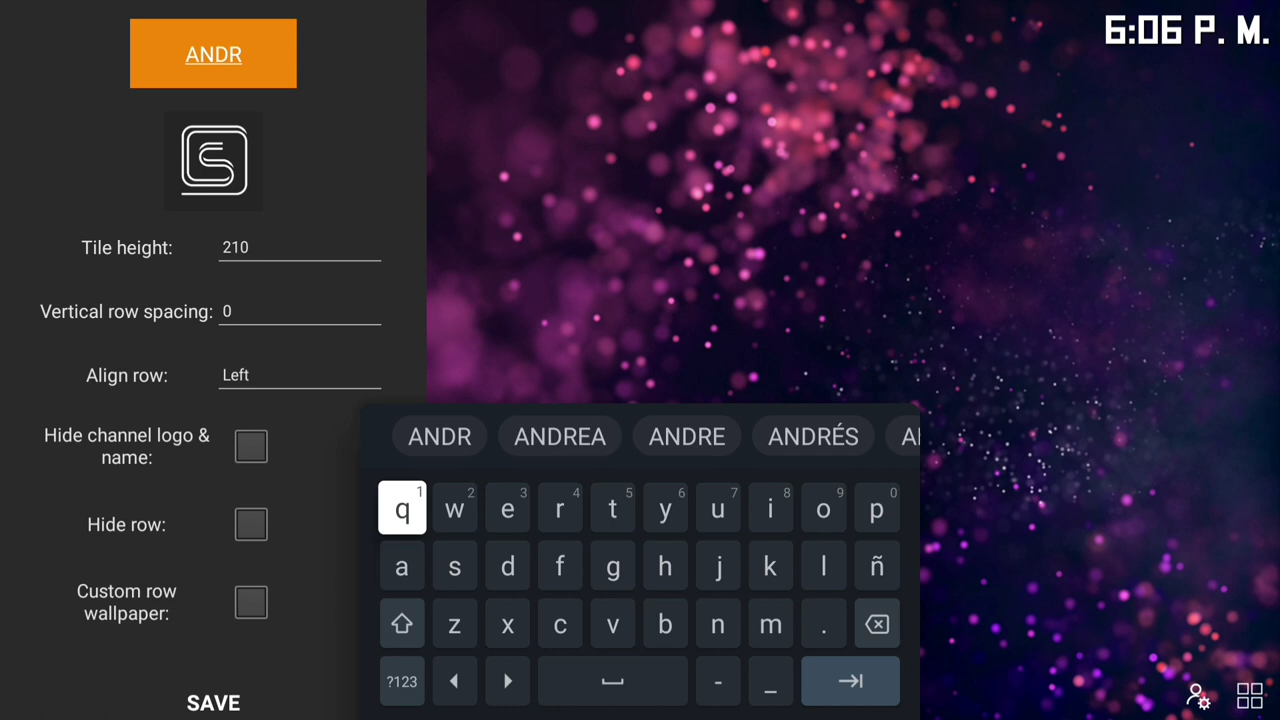 ANDR
6:06 P. M.
S
Tile height: 210
Vertical row spacing: 0
Align row: Left
Hide channel logo &
name:
Hide row:
Custom row
wallpaper:
SAVE
ANDR ANDREA ANDRE ANDRÉS
1 2 3 4 5 6 7 8 9 0
q w e r t y u i o p
a s d f g h j k l ñ
z x c v b n m .
?123 - _